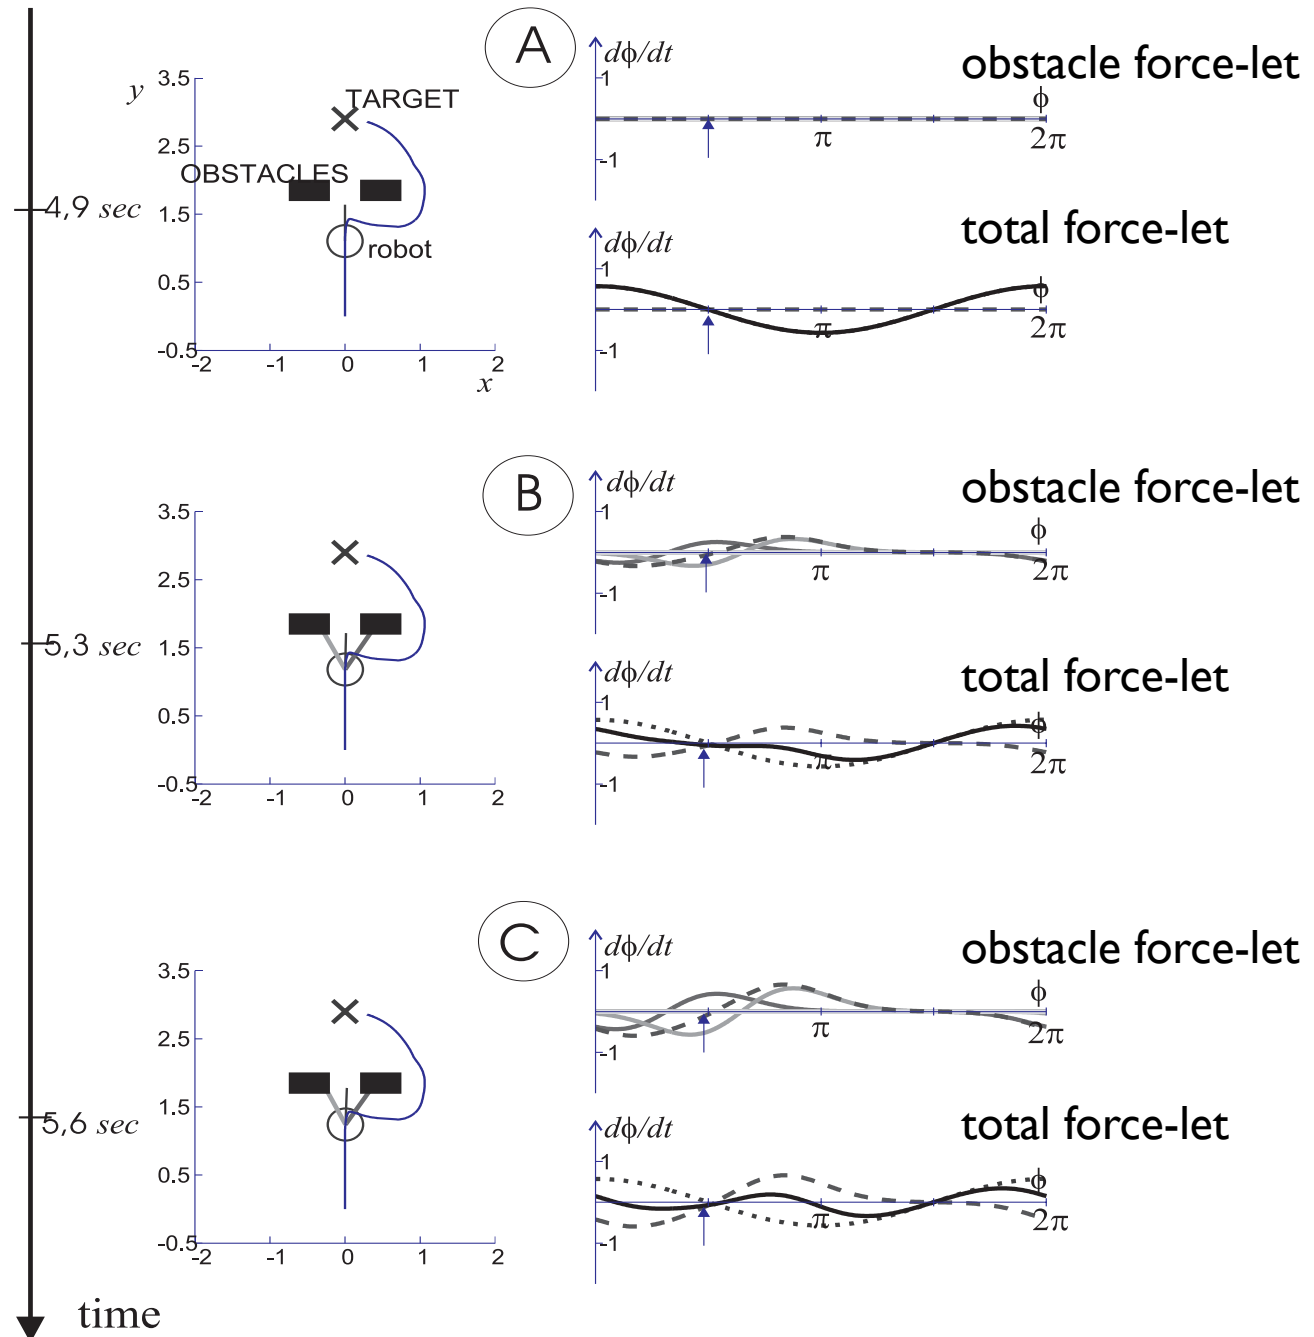 A
dϕ/dt
obstacle force-let
1
ϕ
π
2π
-1
y
3.5
TARGET
2.5
OBSTACLES
4,9 sec
1.5
robot
0.5
-0.5
-2 -1 0 1 2
x
dϕ/dt
total force-let
1
ϕ
π
2π
-1
B
dϕ/dt
obstacle force-let
1
ϕ
π
2π
-1
3.5
2.5
5,3 sec
1.5
0.5
-0.5
-2 -1 0 1 2
dϕ/dt
total force-let
1
ϕ
π
2π
-1
C
dϕ/dt
obstacle force-let
1
ϕ
π
2π
-1
3.5
2.5
5,6 sec
1.5
0.5
-0.5
-2 -1 0 1 2
dϕ/dt
total force-let
1
ϕ
π
2π
-1
time